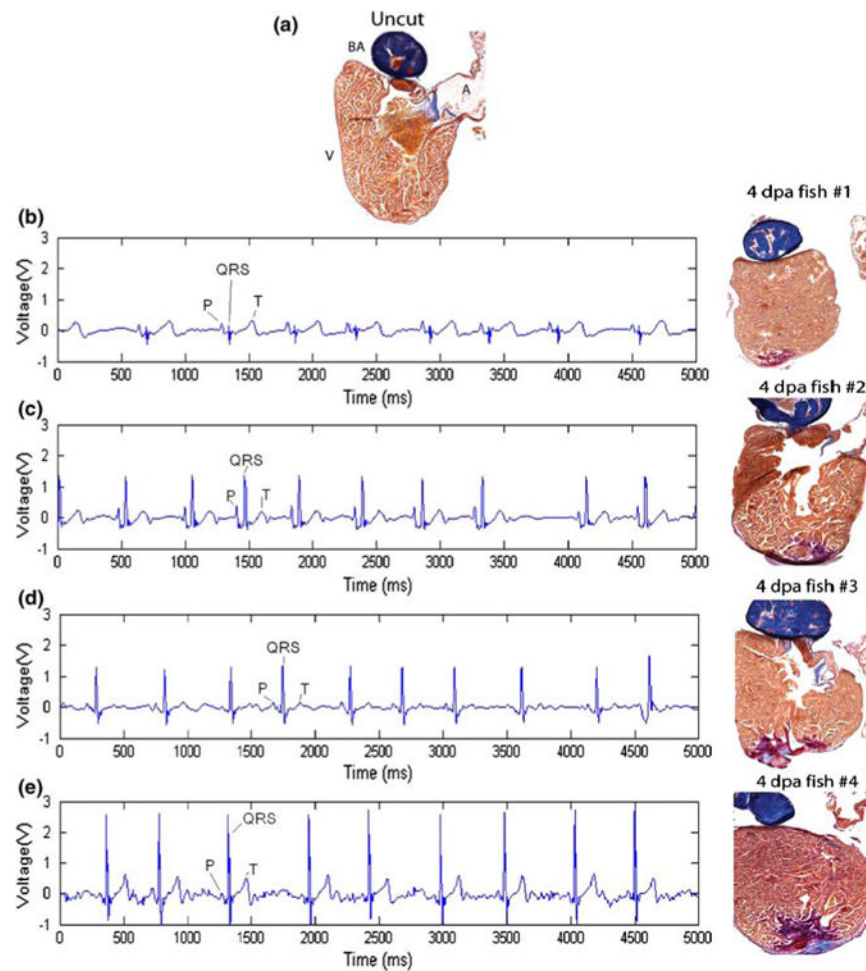 (a)
Uncut
BA
A
V
4 dpa fish #1
(b)
3
2
1
0
-1
Voltage(V)
P
QRS
T
0 500 1000 1500 2000 2500 3000 3500 4000 4500 5000
Time (ms)
4 dpa fish #2
(c)
3
2
1
0
-1
Voltage(V)
QRS
P
T
0 500 1000 1500 2000 2500 3000 3500 4000 4500 5000
Time (ms)
4 dpa fish #3
(d)
3
2
1
0
-1
Voltage(V)
QRS
P
T
0 500 1000 1500 2000 2500 3000 3500 4000 4500 5000
Time (ms)
4 dpa fish #4
(e)
3
2
1
0
-1
Voltage(V)
QRS
P
T
0 500 1000 1500 2000 2500 3000 3500 4000 4500 5000
Time (ms)